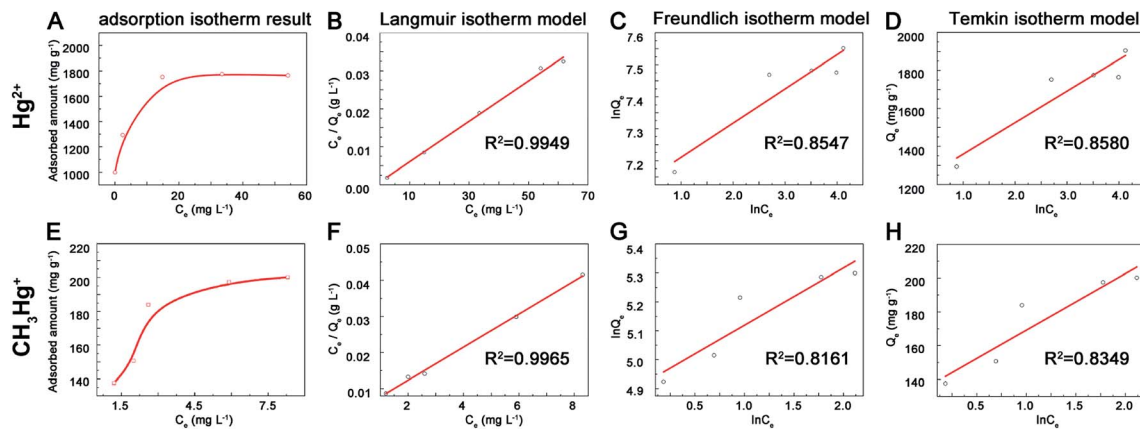 A adsorption isotherm result
B Langmuir isotherm model
C Freundlich isotherm model
D Temkin isotherm model
Hg²⁺
Adsorbed amount (mg g⁻¹)
2000
1800
1600
1400
1200
1000
0 20 40 60
Cₑ (mg L⁻¹)
Cₑ / Qₑ (g L⁻¹)
0.04
0.03
0.02
0.01
0.00
R²=0.9949
10 20 30 40 50 60 70
Cₑ (mg L⁻¹)
lnQₑ
7.6
7.5
7.4
7.3
7.2
R²=0.8547
1.0 2.0 3.0 4.0
lnCₑ
Qₑ (mg g⁻¹)
2000
1800
1600
1400
1200
R²=0.8580
1.0 2.0 3.0 4.0
lnCₑ
E
F
G
H
CH₃Hg⁺
Adsorbed amount (mg g⁻¹)
220
200
180
160
140
1.5 4.5 7.5
Cₑ (mg L⁻¹)
Cₑ / Qₑ (g L⁻¹)
0.05
0.04
0.03
0.02
0.01
R²=0.9965
2 4 6 8
Cₑ (mg L⁻¹)
lnQₑ
5.4
5.3
5.2
5.1
5.0
4.9
R²=0.8161
0.5 1.0 1.5 2.0
lnCₑ
Qₑ (mg g⁻¹)
220
200
180
160
140
R²=0.8349
0.5 1.0 1.5 2.0
lnCₑ